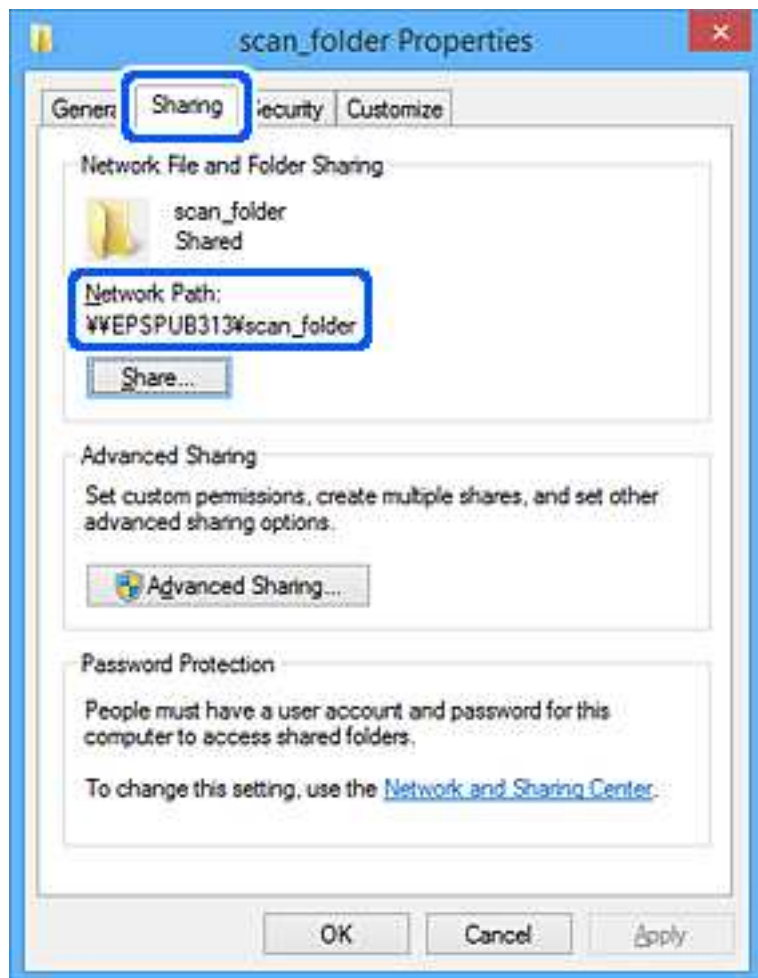 scan_folder Properties
General Sharing Security Customize
Network File and Folder Sharing
scan_folder
Shared
Network Path:
¥¥EPSPUB313¥scan_folder
Share...
Advanced Sharing
Set custom permissions, create multiple shares, and set other
advanced sharing options.
Advanced Sharing...
Password Protection
People must have a user account and password for this
computer to access shared folders.
To change this setting, use the Network and Sharing Center.
OK Cancel Apply